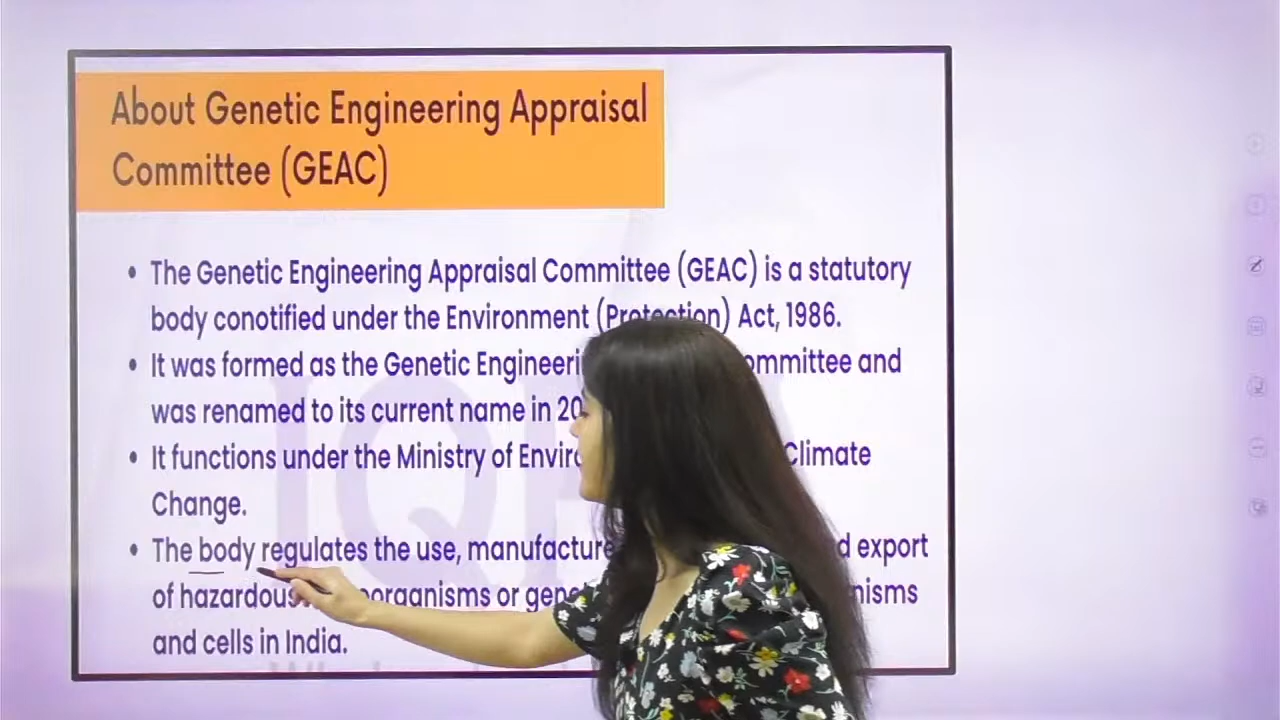 About Genetic Engineering Appraisal
Committee (GEAC)
• The Genetic Engineering Appraisal Committee (GEAC) is a statutory
body conotified under the Environment (Protection) Act, 1986.
• It was formed as the Genetic Engineeri ommittee and
was renamed to its current name in 20
• It functions under the Ministry of Enviro Climate
Change.
• The body regulates the use, manufacture d export
of hazardous organisms or gene nisms
and cells in India.